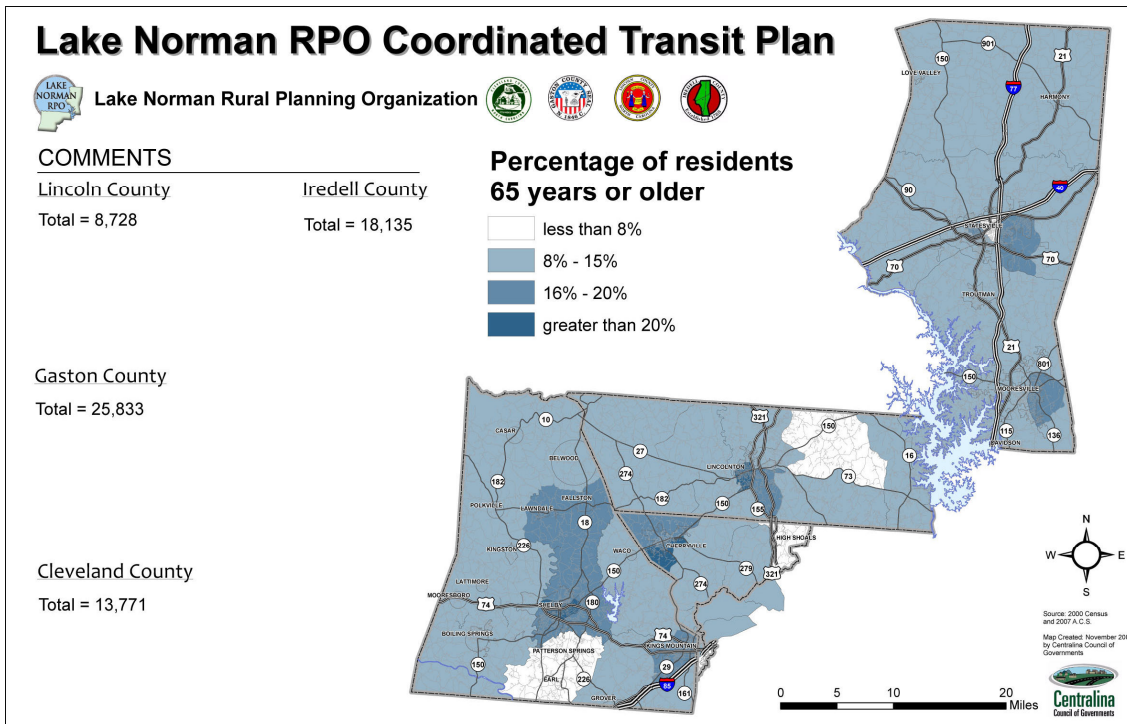 Lake Norman RPO Coordinated Transit Plan
LAKE
NORMAN
RPO
Lake Norman Rural Planning Organization
COMMENTS
Lincoln County
Total = 8,728
Iredell County
Total = 18,135
Gaston County
Total = 25,833
Cleveland County
Total = 13,771
Percentage of residents
65 years or older
less than 8%
8% - 15%
16% - 20%
greater than 20%
901
150
21
LOVE VALLEY
77
HARMONY
90
40
STATESVILLE
70
70
TROUTMAN
21
801
150
MOORESVILLE
115
136
DAVIDSON
321
150
10
CASAR
16
27
BELWOOD
274
LINCOLNTON
73
182
182
FALLSTON
150
155
POLKVILLE
LAWNDALE
18
HIGH SHOALS
226
KINGSTON
WACO
CHERRYVILLE
150
279
321
274
LATTIMORE
MOORESBORO
74
SHELBY
180
BOILING SPRINGS
74
KINGS MOUNTAIN
PATTERSON SPRINGS
150
29
EARL
226
85
161
GROVER
N
W
E
S
Source: 2000 Census
and 2007 A.C.S.
Map Created: November
by Centralina Council of
Governments
0 5 10 20
Miles
Centralina
Council of Governments